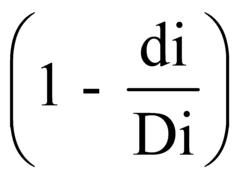 (1 - di/Di)